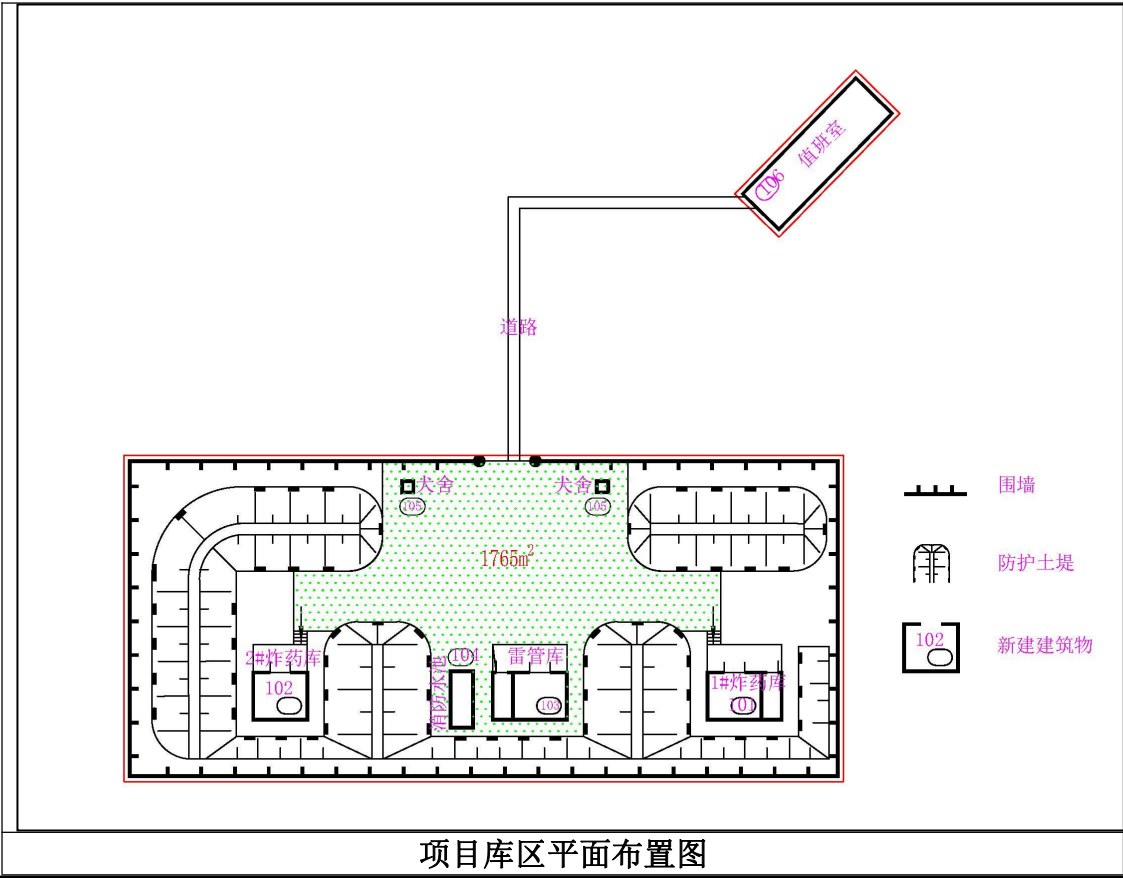 106 值班室
道路
犬舍
犬舍
105
105
围墙
1765m²
防护土堤
2#炸药库
102
消防水池
104
雷管库
103
1#炸药库
101
102
新建建筑物
项目库区平面布置图